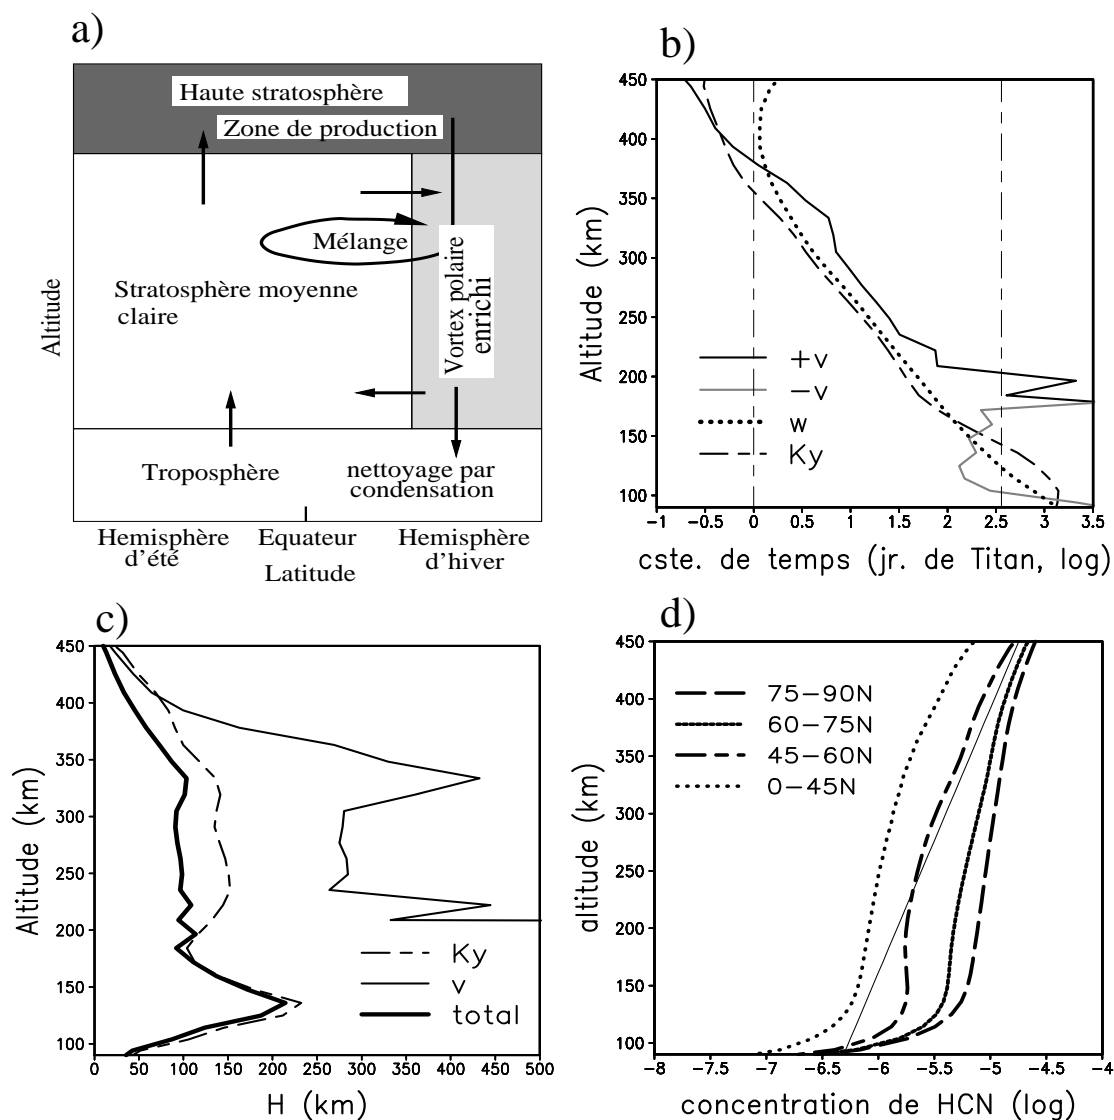 a)
Haute stratosphère
Zone de production
Mélange
Stratosphère moyenne
claire
Vortex polaire
enrichi
Altitude
Troposphère
nettoyage par
condensation
Hemisphère
d'été
Equateur
Latitude
Hemisphère
d'hiver
b)
450
400
350
300
250
200
150
100
Altitude (km)
+v
-v
w
Ky
-1 -0.5 0 0.5 1 1.5 2 2.5 3 3.5
cste. de temps (jr. de Titan, log)
c)
450
400
350
300
250
200
150
100
Altitude (km)
Ky
v
total
0 50 100 150 200 250 300 350 400 450 500
H (km)
d)
450
400
350
300
250
200
150
100
altitude (km)
75-90N
60-75N
45-60N
0-45N
-8 -7.5 -7 -6.5 -6 -5.5 -5 -4.5 -4
concentration de HCN (log)